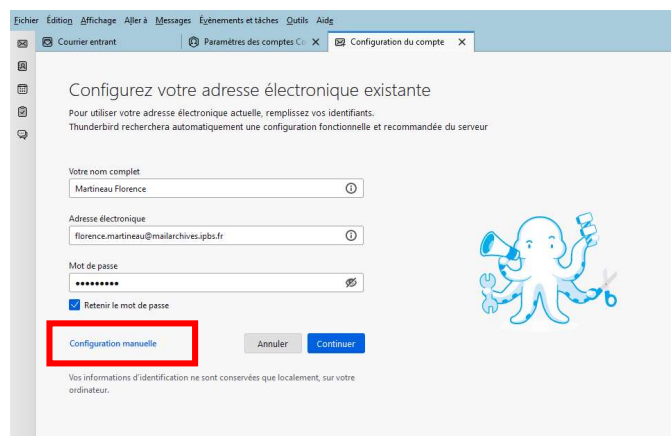 Fichier Édition Affichage Aller à Messages Évènements et tâches Outils Aide
Courrier entrant Paramètres des comptes Co Configuration du compte
Configurez votre adresse électronique existante
Pour utiliser votre adresse électronique actuelle, remplissez vos identifiants.
Thunderbird recherchera automatiquement une configuration fonctionnelle et recommandée du serveur
Votre nom complet
Martineau Florence
Adresse électronique
florence.martineau@mailarchives.ipbs.fr
Mot de passe
•••••••••
Retenir le mot de passe
Configuration manuelle Annuler Continuer
Vos informations d'identification ne sont conservées que localement, sur votre
ordinateur.